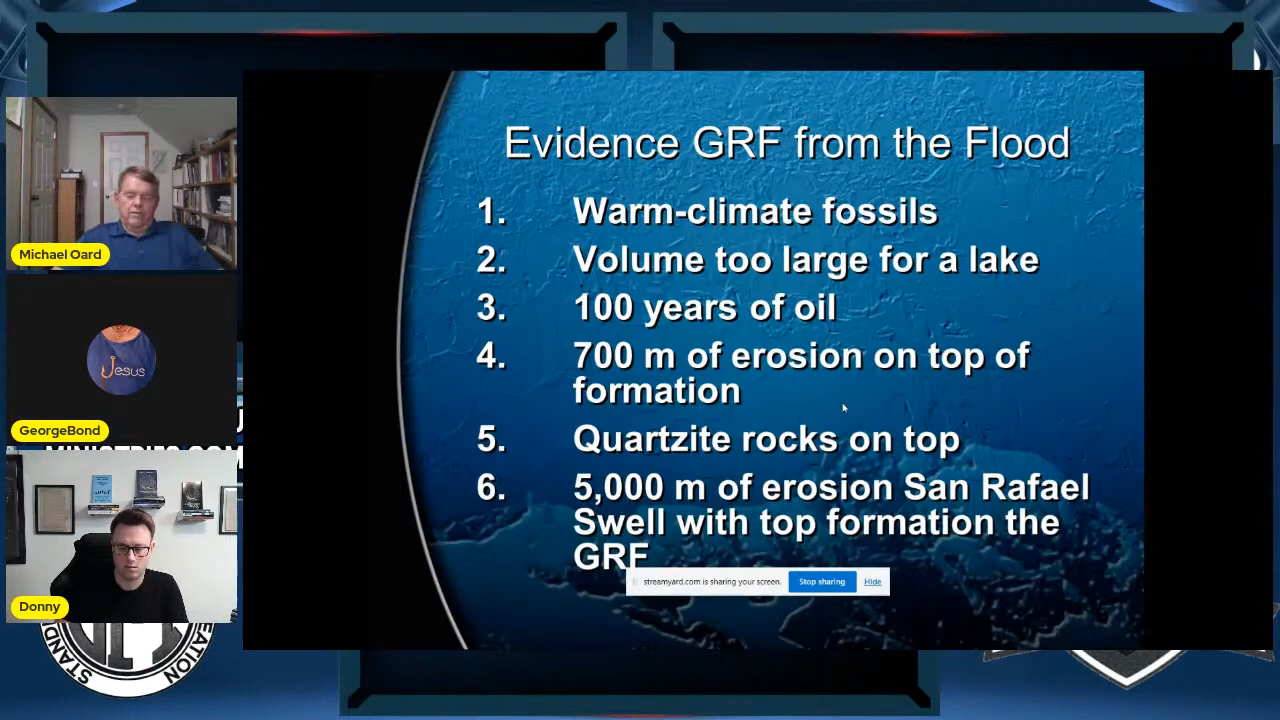 Evidence GRF from the Flood
1. Warm-climate fossils
2. Volume too large for a lake
3. 100 years of oil
4. 700 m of erosion on top of
formation
5. Quartzite rocks on top
6. 5,000 m of erosion San Rafael
Swell with top formation the
GRF
streamyard.com is sharing your screen. Stop sharing Hide
Michael Oard
Jesus
GeorgeBond
Donny